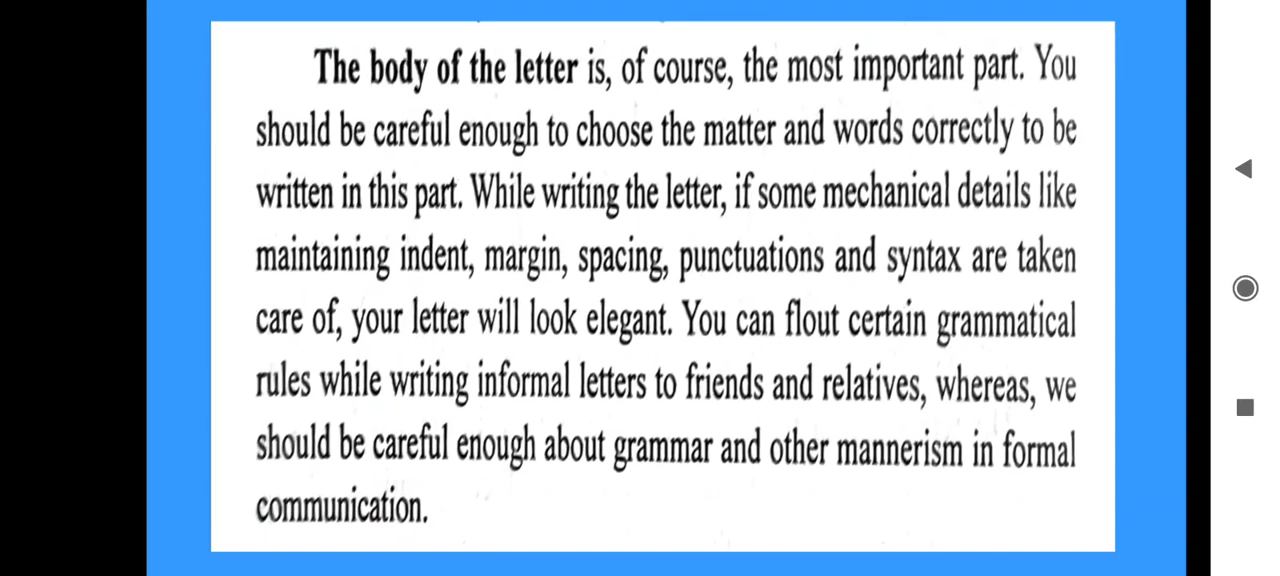 The body of the letter is, of course, the most important part. You
should be careful enough to choose the matter and words correctly to be
written in this part. While writing the letter, if some mechanical details like
maintaining indent, margin, spacing, punctuations and syntax are taken
care of, your letter will look elegant. You can flout certain grammatical
rules while writing informal letters to friends and relatives, whereas, we
should be careful enough about grammar and other mannerism in formal
communication.